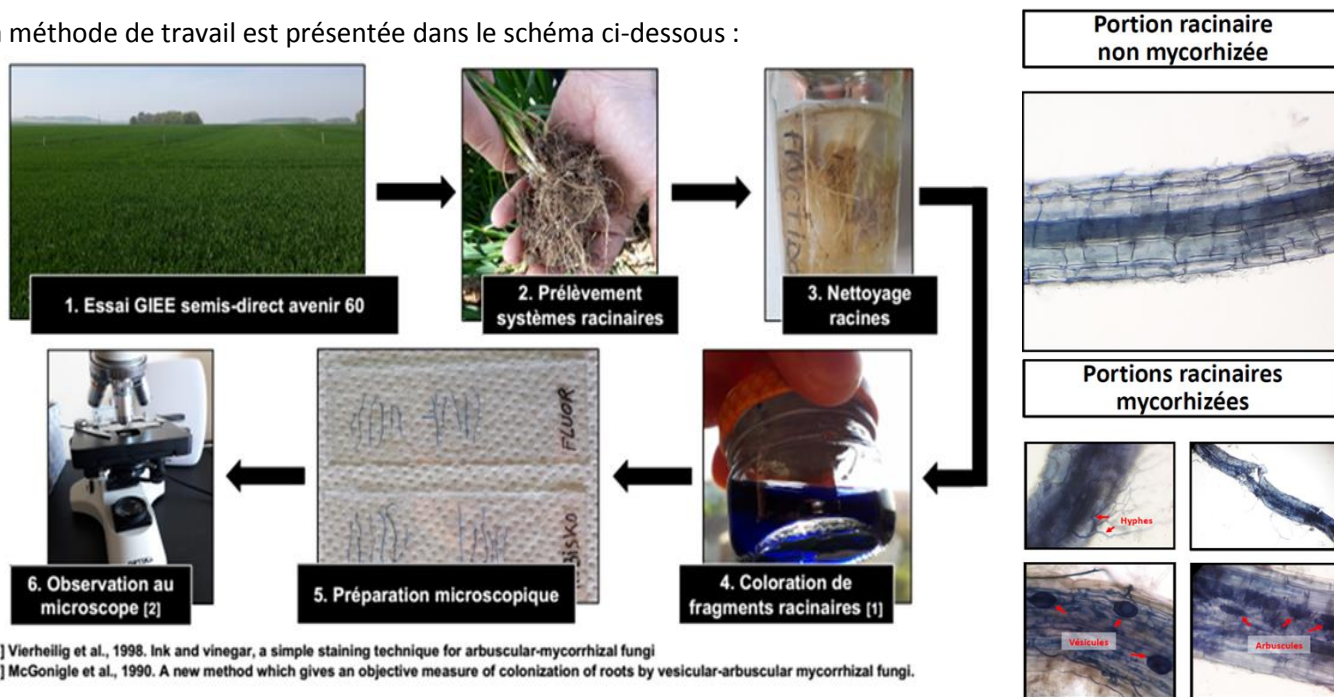 méthode de travail est présentée dans le schéma ci-dessous :
1. Essai GIEE semis-direct avenir 60
2. Prélèvement
systèmes racinaires
3. Nettoyage
racines
4. Coloration de
fragments racinaires [1]
FLUOR
5. Préparation microscopique
6. Observation au
microscope [2]
] Vierheilig et al., 1998. Ink and vinegar, a simple staining technique for arbuscular-mycorrhizal fungi
] McGonigle et al., 1990. A new method which gives an objective measure of colonization of roots by vesicular-arbuscular mycorrhizal fungi.
Portion racinaire
non mycorhizée
Portions racinaires
mycorhizées
Hyphes
Vésicules
Arbuscules